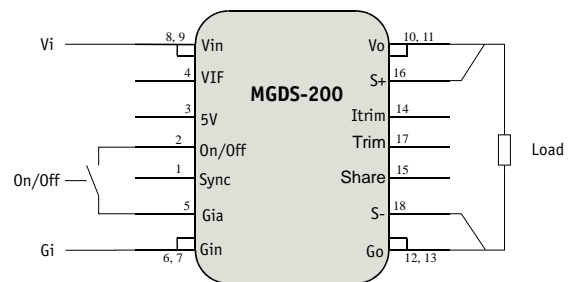 Vi 8, 9 Vin Vo 10, 11
4 VIF S+ 16
MGDS-200
3 5V Itrim 14
2 On/Off Trim 17
Load
On/Off 1 Sync Share 15
5 Gia S- 18
Gi 6, 7 Gin Go 12, 13